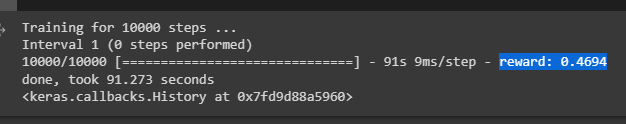 Training for 10000 steps ...
Interval 1 (0 steps performed)
10000/10000 [==============================] - 91s 9ms/step - reward: 0.4694
done, took 91.273 seconds
<keras.callbacks.History at 0x7fd9d88a5960>